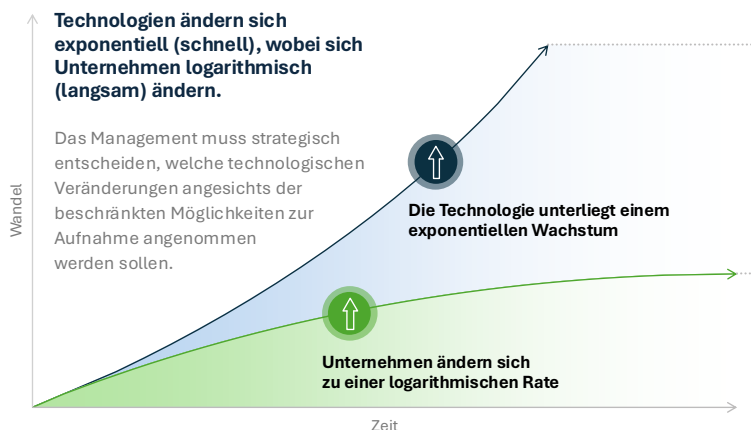 Technologien ändern sich
exponentiell (schnell), wobei sich
Unternehmen logarithmisch
(langsam) ändern.
Das Management muss strategisch
entscheiden, welche technologischen
Veränderungen angesichts der
beschränkten Möglichkeiten zur
Aufnahme angenommen
werden sollen.
Wandel
Die Technologie unterliegt einem
exponentiellen Wachstum
Unternehmen ändern sich
zu einer logarithmischen Rate
Zeit